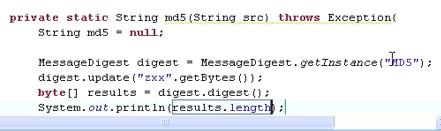 private static String md5(String src) throws Exception{
String md5 = null;
MessageDigest digest = MessageDigest.getInstance("MD5");
digest.update("zxx".getBytes());
byte[] results = digest.digest();
System.out.println(results.length);